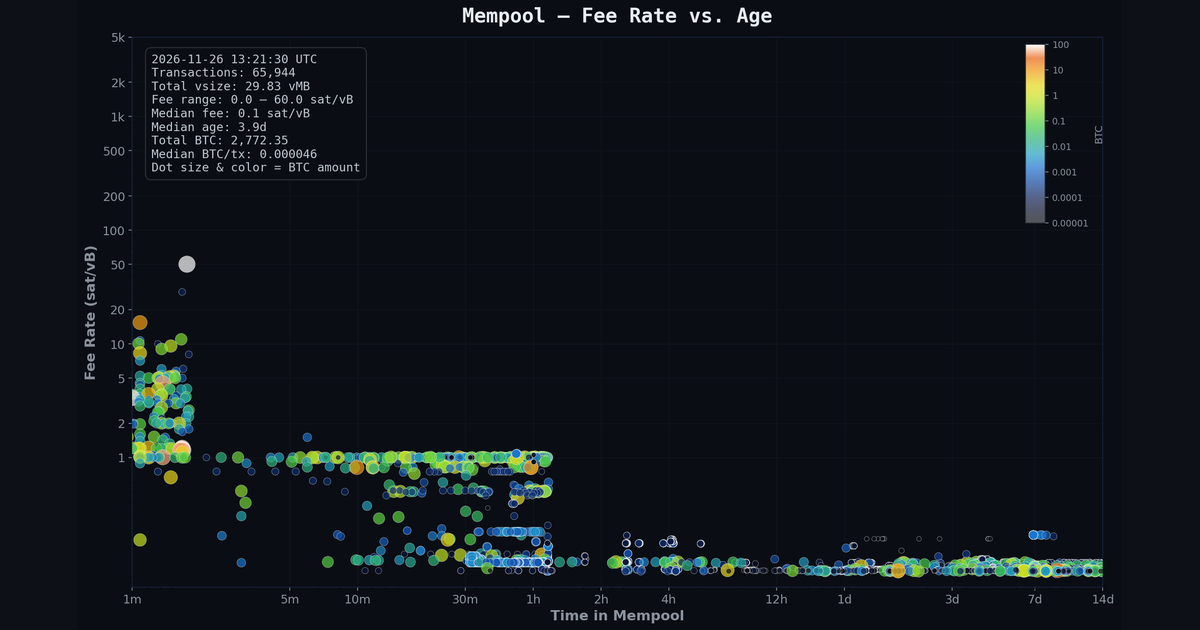 Mempool — Fee Rate vs. Age
2026-11-26 13:21:30 UTC
Transactions: 65,944
Total vsize: 29.83 vMB
Fee range: 0.0 – 60.0 sat/vB
Median fee: 0.1 sat/vB
Median age: 3.9d
Total BTC: 2,772.35
Median BTC/tx: 0.000046
Dot size & color = BTC amount
5k
2k
1k
500
200
100
50
20
10
5
2
1
Fee Rate (sat/vB)
100
10
1
0.1
0.01
0.001
0.0001
0.00001
BTC
1m 5m 10m 30m 1h 2h 4h 12h 1d 3d 7d 14d
Time in Mempool